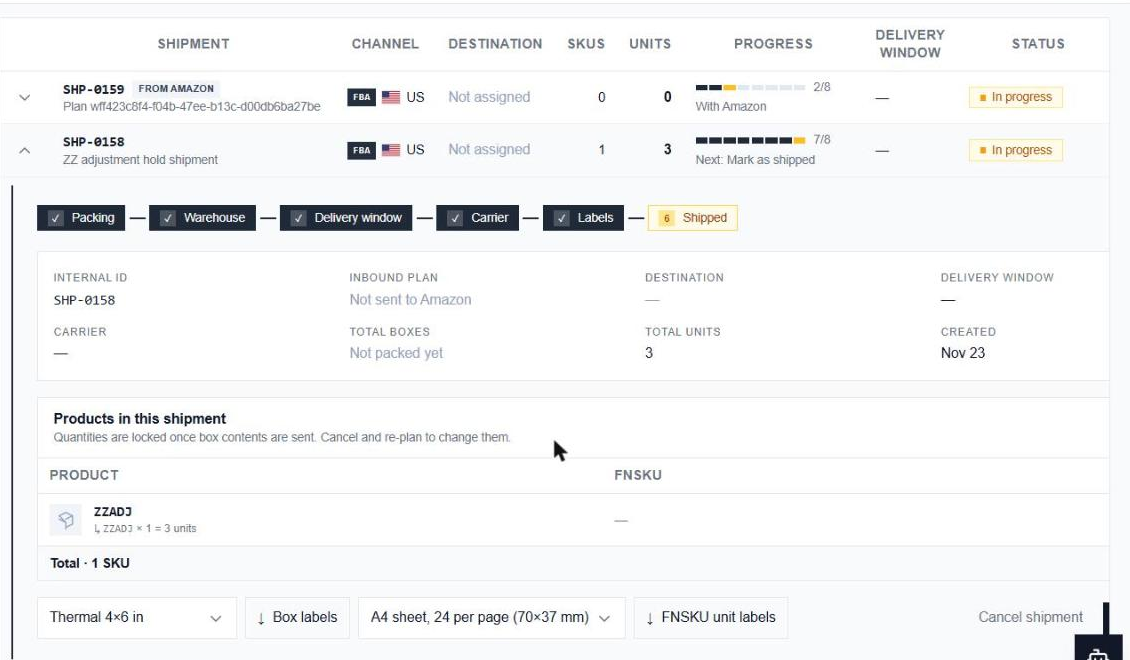 SHIPMENT CHANNEL DESTINATION SKUS UNITS PROGRESS DELIVERY WINDOW STATUS
SHP-0159 FROM AMAZON
Plan wff423c8f4-f04b-47ee-b13c-d00db6ba27be
FBA US Not assigned 0 0 2/8
With Amazon
— In progress
SHP-0158
ZZ adjustment hold shipment
FBA US Not assigned 1 3 7/8
Next: Mark as shipped
— In progress
✓ Packing — ✓ Warehouse — ✓ Delivery window — ✓ Carrier — ✓ Labels — 6 Shipped
INTERNAL ID INBOUND PLAN DESTINATION DELIVERY WINDOW
SHP-0158 Not sent to Amazon — —
CARRIER TOTAL BOXES TOTAL UNITS CREATED
— Not packed yet 3 Nov 23
Products in this shipment
Quantities are locked once box contents are sent. Cancel and re-plan to change them.
PRODUCT FNSKU
ZZADJ —
↳ ZZADJ × 1 = 3 units
Total · 1 SKU
Thermal 4×6 in ↓ Box labels A4 sheet, 24 per page (70×37 mm) ↓ FNSKU unit labels Cancel shipment